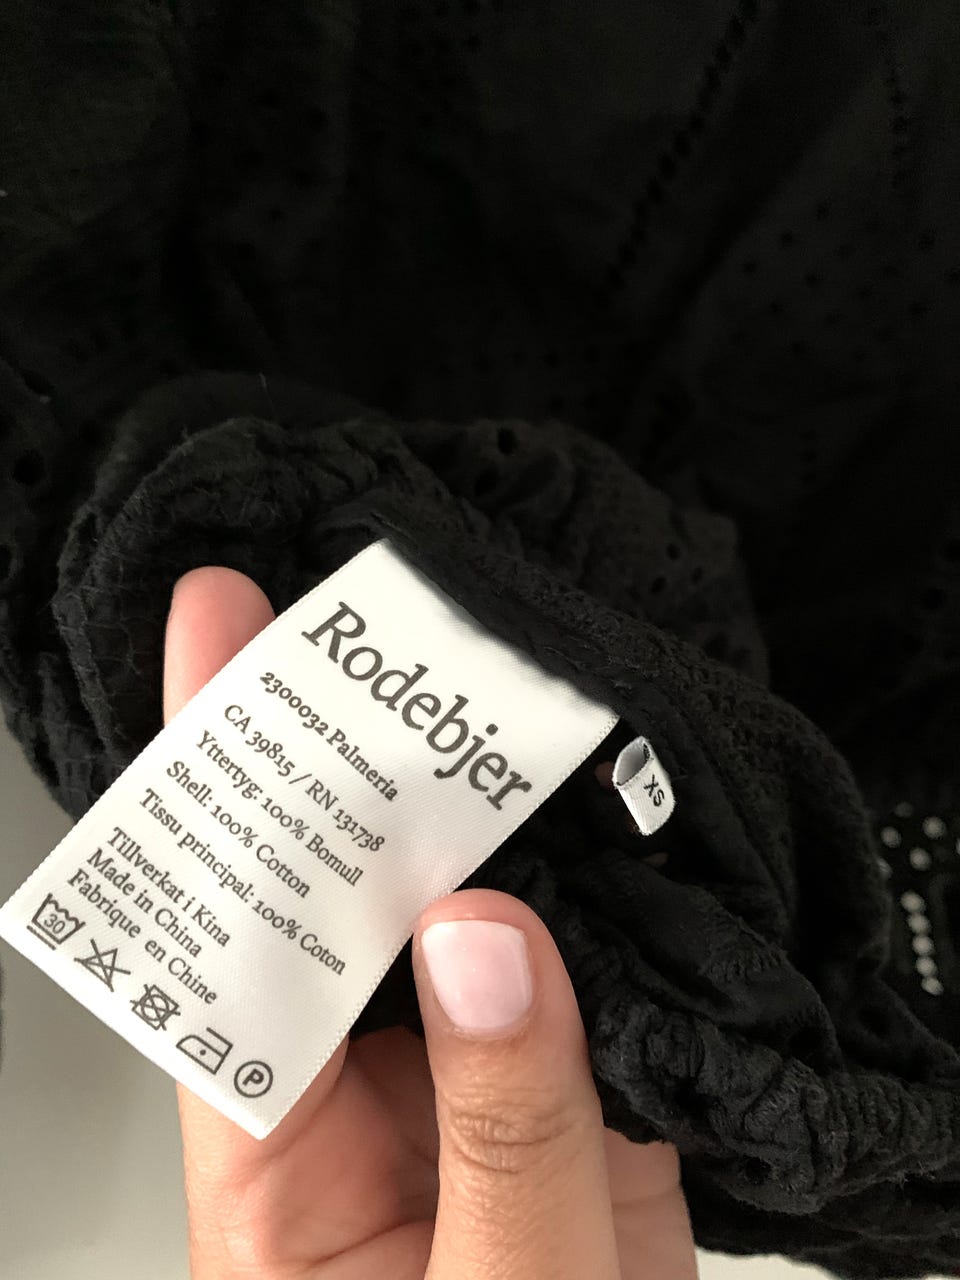 Rodebjer
2300032 Palmeria
CA 39815 / RN 131738
Yttertyg: 100% Bomull
Shell: 100% Cotton
Tissu principal: 100% Coton
Tillverkat i Kina
Made in China
Fabrique en Chine
30
P
XS